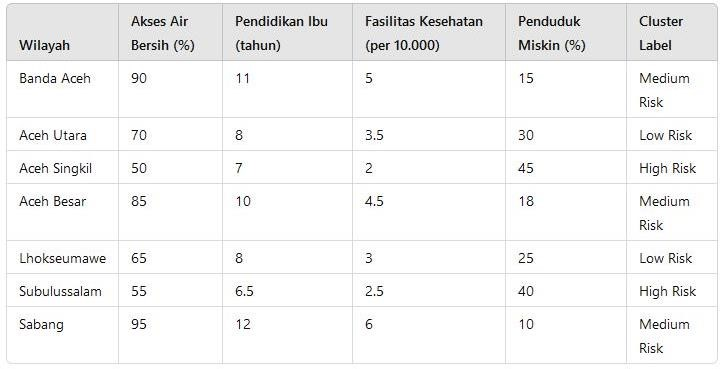 Wilayah Akses Air Bersih (%) Pendidikan Ibu (tahun) Fasilitas Kesehatan (per 10.000) Penduduk Miskin (%) Cluster Label
Banda Aceh 90 11 5 15 Medium Risk
Aceh Utara 70 8 3.5 30 Low Risk
Aceh Singkil 50 7 2 45 High Risk
Aceh Besar 85 10 4.5 18 Medium Risk
Lhokseumawe 65 8 3 25 Low Risk
Subulussalam 55 6.5 2.5 40 High Risk
Sabang 95 12 6 10 Medium Risk